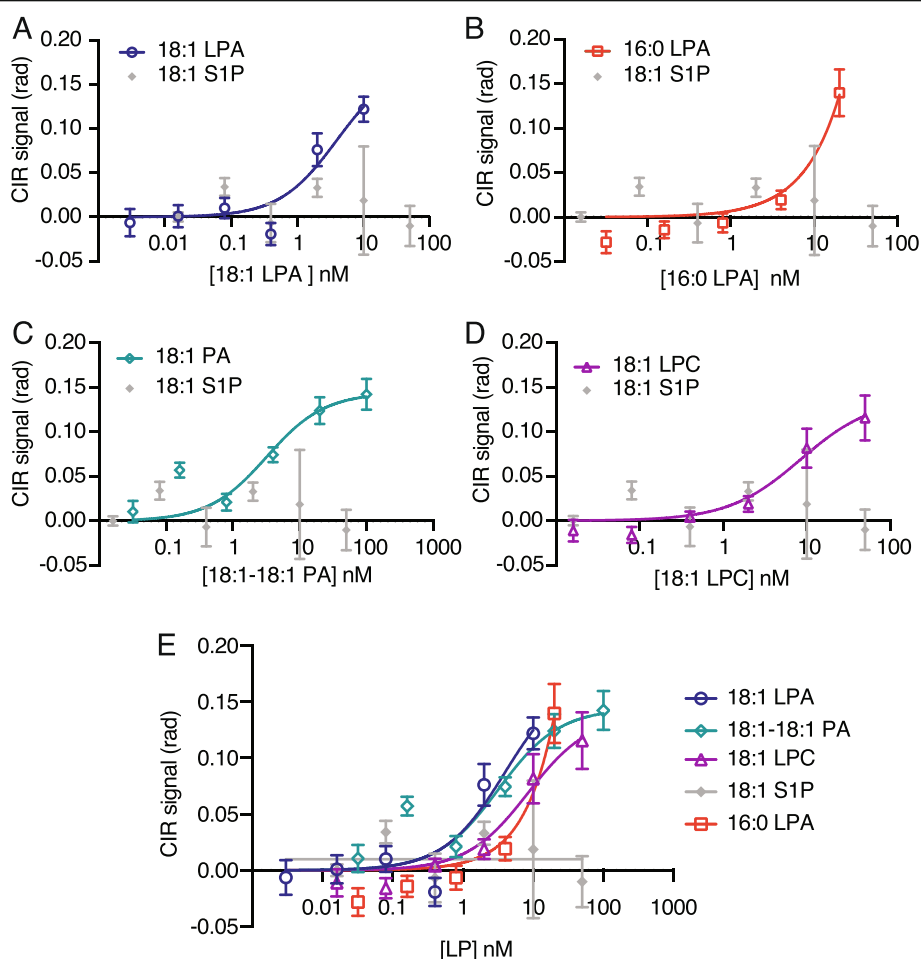 A
CIR signal (rad)
0.20
0.15
0.10
0.05
0.00
-0.05
18:1 LPA
18:1 S1P
0.01
0.1
1
10
100
[18:1 LPA ] nM
B
CIR signal (rad)
0.20
0.15
0.10
0.05
0.00
-0.05
16:0 LPA
18:1 S1P
0.1
1
10
100
[16:0 LPA] nM
C
CIR signal (rad)
0.20
0.15
0.10
0.05
0.00
-0.05
18:1 PA
18:1 S1P
0.1
1
10
100
1000
[18:1-18:1 PA] nM
D
CIR signal (rad)
0.20
0.15
0.10
0.05
0.00
-0.05
18:1 LPC
18:1 S1P
0.1
1
10
100
[18:1 LPC] nM
E
CIR signal (rad)
0.20
0.15
0.10
0.05
0.00
-0.05
0.01
0.1
1
10
100
1000
[LP] nM
18:1 LPA
18:1-18:1 PA
18:1 LPC
18:1 S1P
16:0 LPA